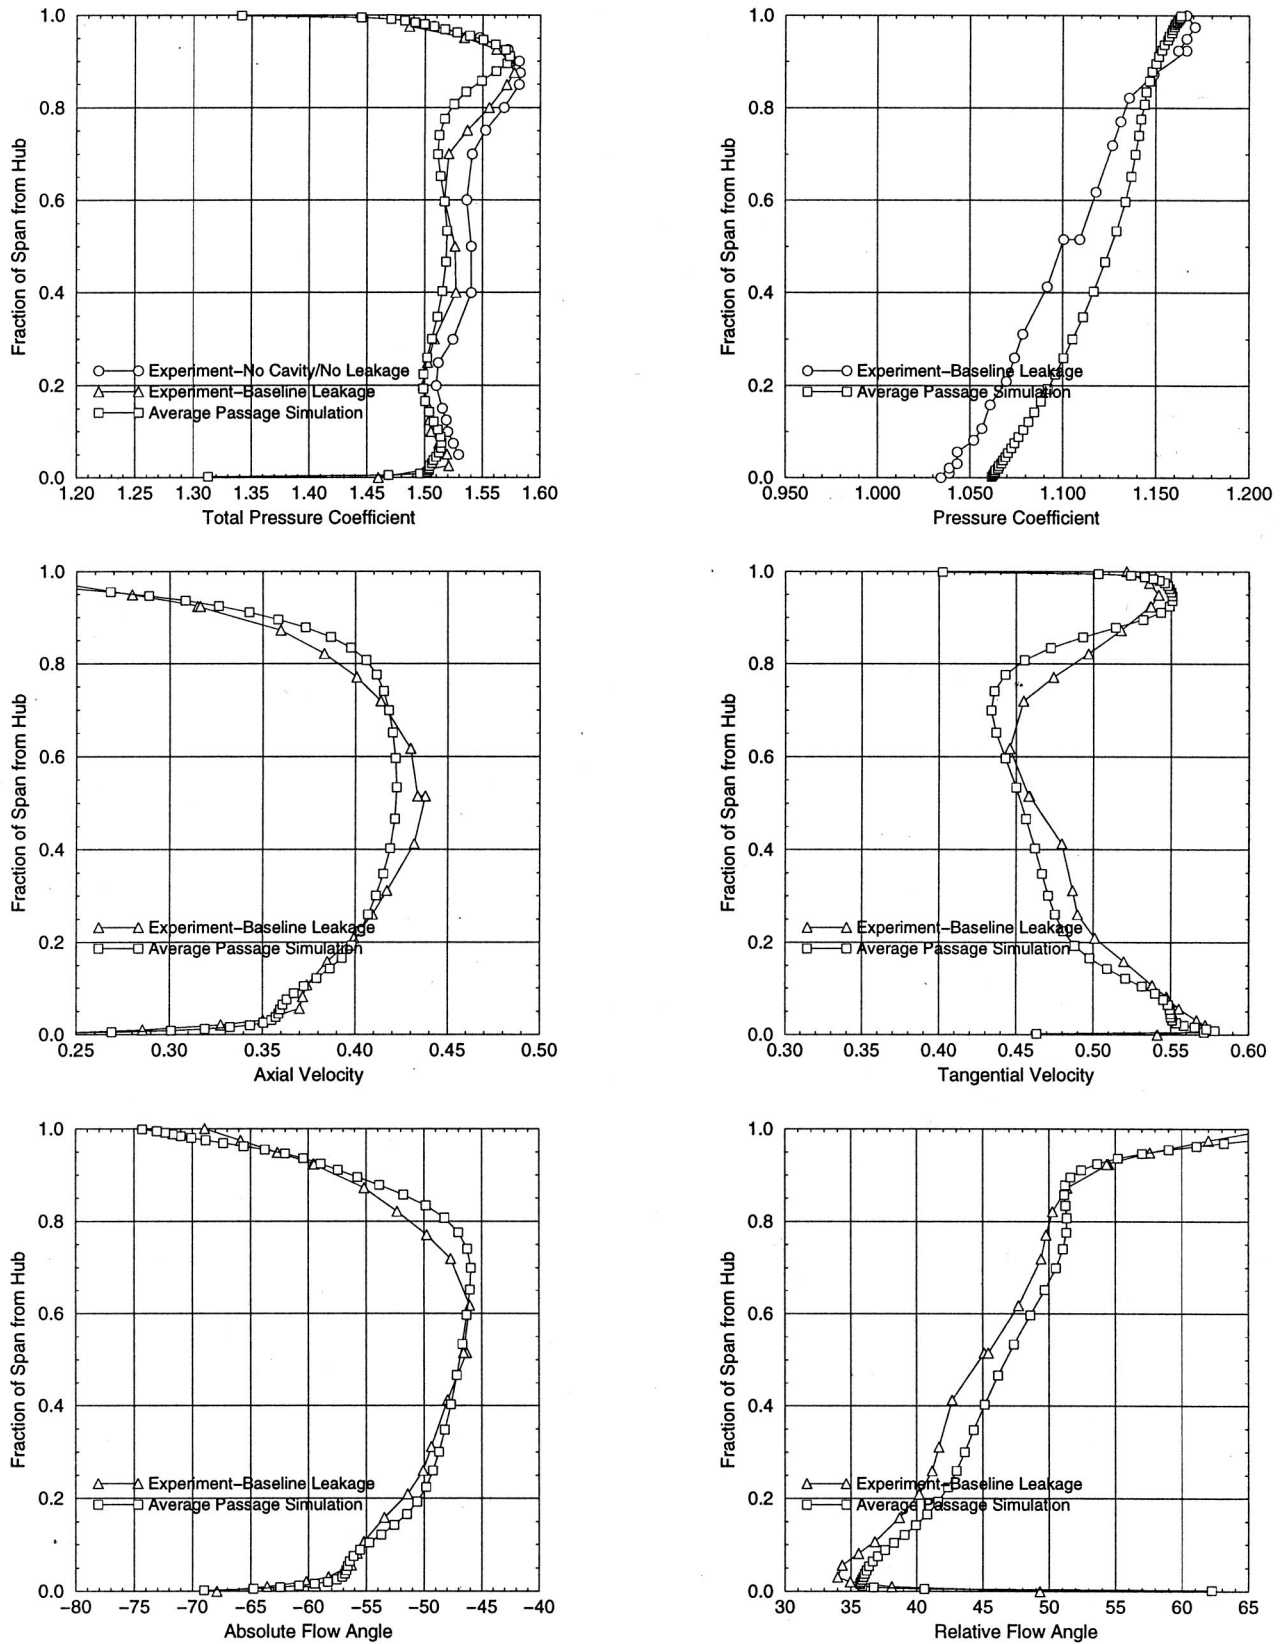 1.0
0.8
0.6
0.4
0.2
0.0
Fraction of Span from Hub
Experiment–No Cavity/No Leakage
Experiment–Baseline Leakage
Average Passage Simulation
1.20 1.25 1.30 1.35 1.40 1.45 1.50 1.55 1.60
Total Pressure Coefficient
1.0
0.8
0.6
0.4
0.2
0.0
Fraction of Span from Hub
Experiment–Baseline Leakage
Average Passage Simulation
0.950 1.000 1.050 1.100 1.150 1.200
Pressure Coefficient
1.0
0.8
0.6
0.4
0.2
0.0
Fraction of Span from Hub
Experiment–Baseline Leakage
Average Passage Simulation
0.25 0.30 0.35 0.40 0.45 0.50
Axial Velocity
1.0
0.8
0.6
0.4
0.2
0.0
Fraction of Span from Hub
Experiment–Baseline Leakage
Average Passage Simulation
0.30 0.35 0.40 0.45 0.50 0.55 0.60
Tangential Velocity
1.0
0.8
0.6
0.4
0.2
0.0
Fraction of Span from Hub
Experiment–Baseline Leakage
Average Passage Simulation
−80 −75 −70 −65 −60 −55 −50 −45 −40
Absolute Flow Angle
1.0
0.8
0.6
0.4
0.2
0.0
Fraction of Span from Hub
Experiment–Baseline Leakage
Average Passage Simulation
30 35 40 45 50 55 60 65
Relative Flow Angle